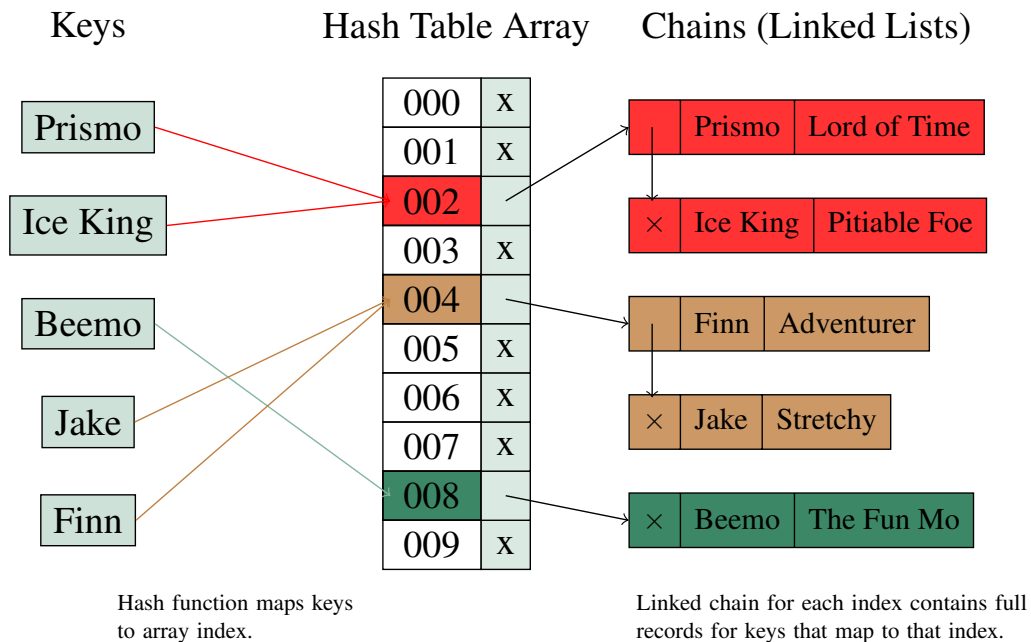 Keys
Hash Table Array
Chains (Linked Lists)
Prismo
Ice King
Beemo
Jake
Finn
000 x
001 x
002
003 x
004
005 x
006 x
007 x
008
009 x
Prismo Lord of Time
× Ice King Pitiable Foe
Finn Adventurer
× Jake Stretchy
× Beemo The Fun Mo
Hash function maps keys
to array index.
Linked chain for each index contains full
records for keys that map to that index.